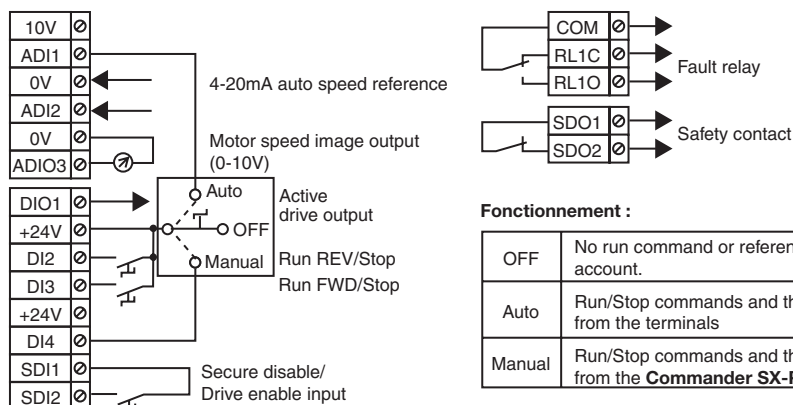 10V
ADI1
0V
ADI2
0V
ADIO3
4-20mA auto speed reference
Motor speed image output
(0-10V)
DIO1
+24V
DI2
DI3
+24V
DI4
SDI1
SDI2
Auto
OFF
Manual
Active
drive output
Run REV/Stop
Run FWD/Stop
Secure disable/
Drive enable input
COM
RL1C
RL1O
Fault relay
SDO1
SDO2
Safety contact
Fonctionnement :
OFF
No run command or referen
account.
Auto
Run/Stop commands and th
from the terminals
Manual
Run/Stop commands and th
from the Commander SX-